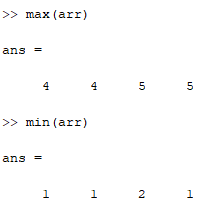 >> max(arr)
ans =
4 4 5 5
>> min(arr)
ans =
1 1 2 1